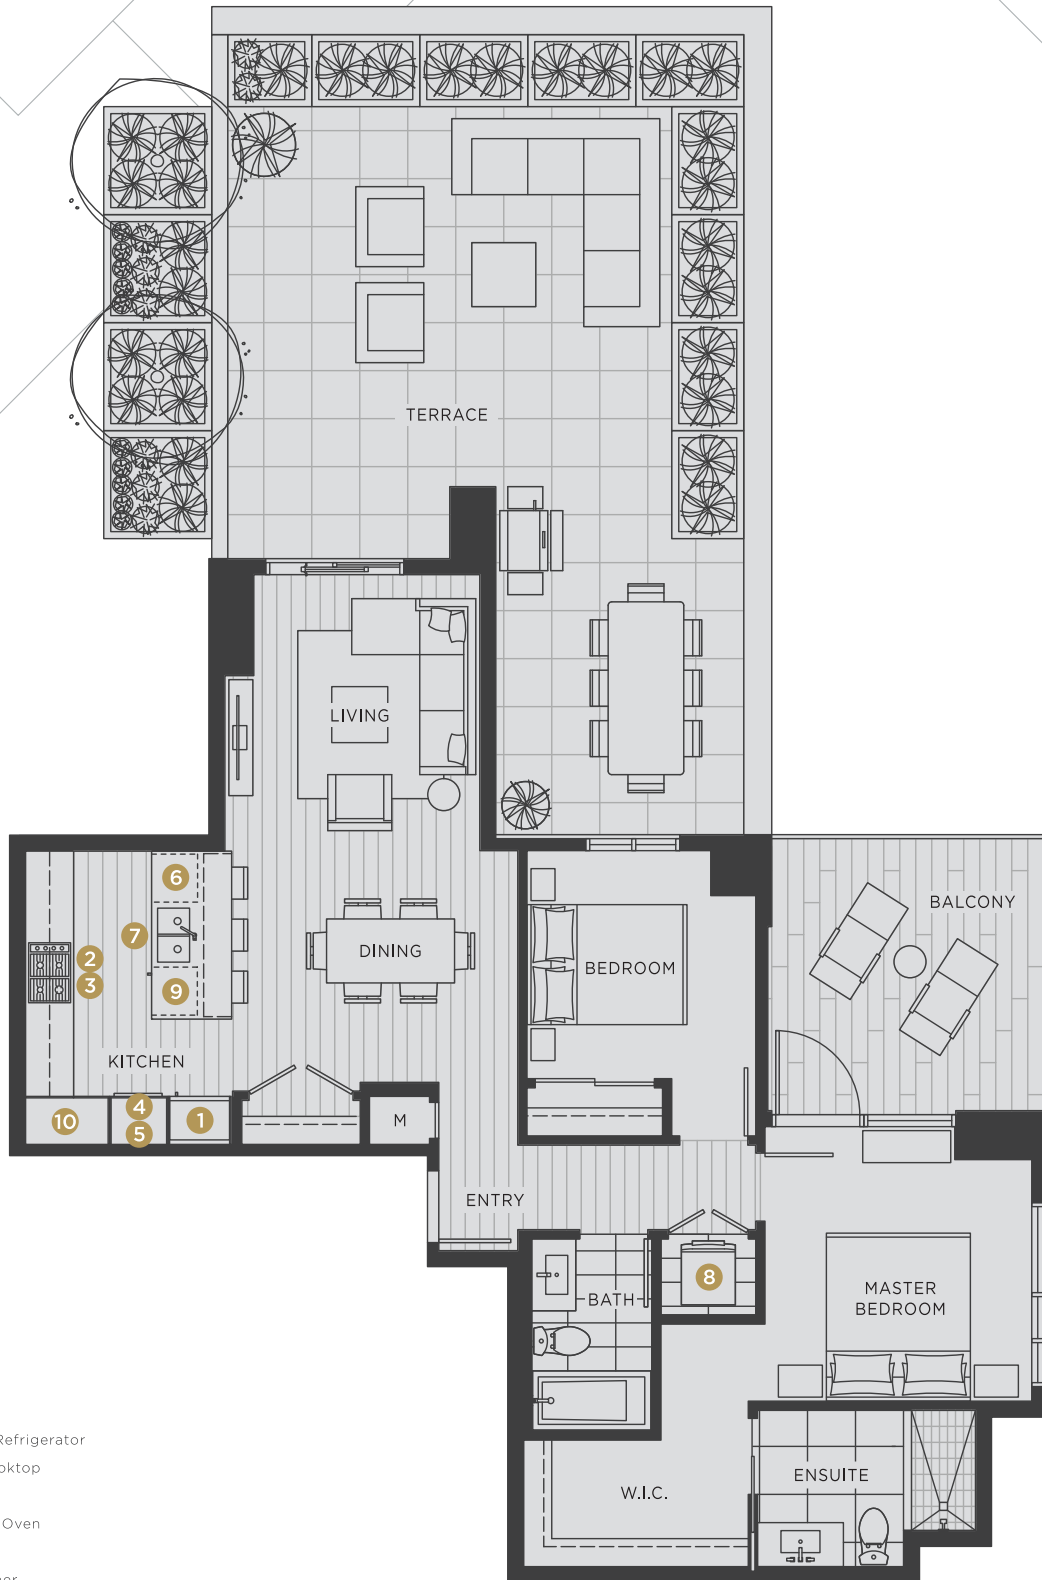 TERRACE
LIVING
6
7
2
3
9
DINING
BEDROOM
BALCONY
KITCHEN
10
4
5
1
M
ENTRY
8
BATH
MASTER
BEDROOM
W.I.C.
ENSUITE
Refrigerator
Oven